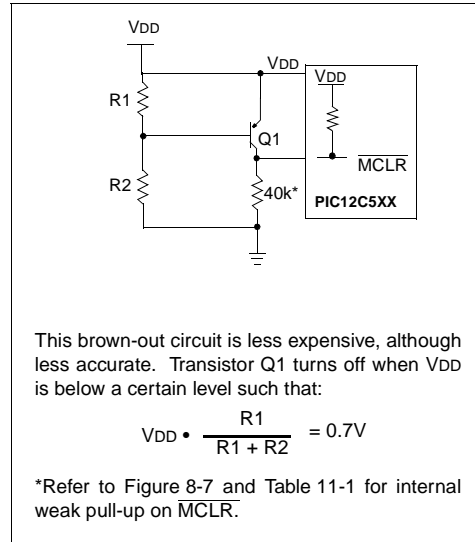 VDD
VDD
VDD
R1
Q1
MCLR
R2
40k*
PIC12C5XX
This brown-out circuit is less expensive, although
less accurate. Transistor Q1 turns off when VDD
is below a certain level such that:
VDD • R1 / R1 + R2 = 0.7V
*Refer to Figure 8-7 and Table 11-1 for internal
weak pull-up on MCLR.